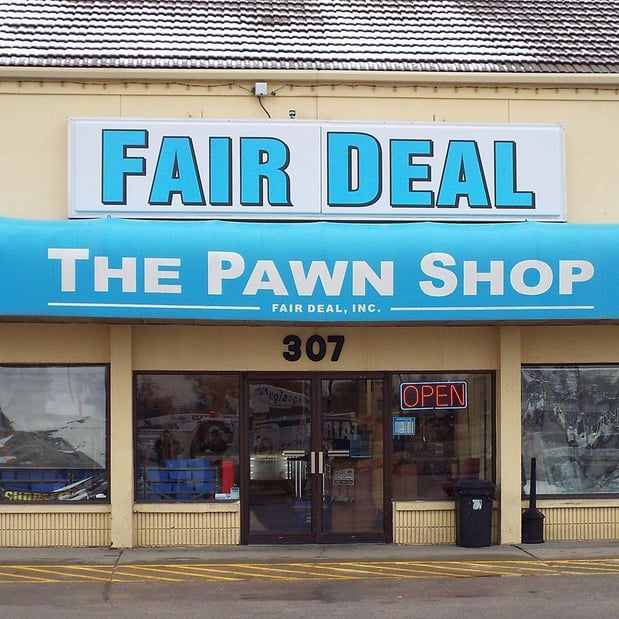 FAIR DEAL
THE PAWN SHOP
FAIR DEAL, INC.
307
OPEN